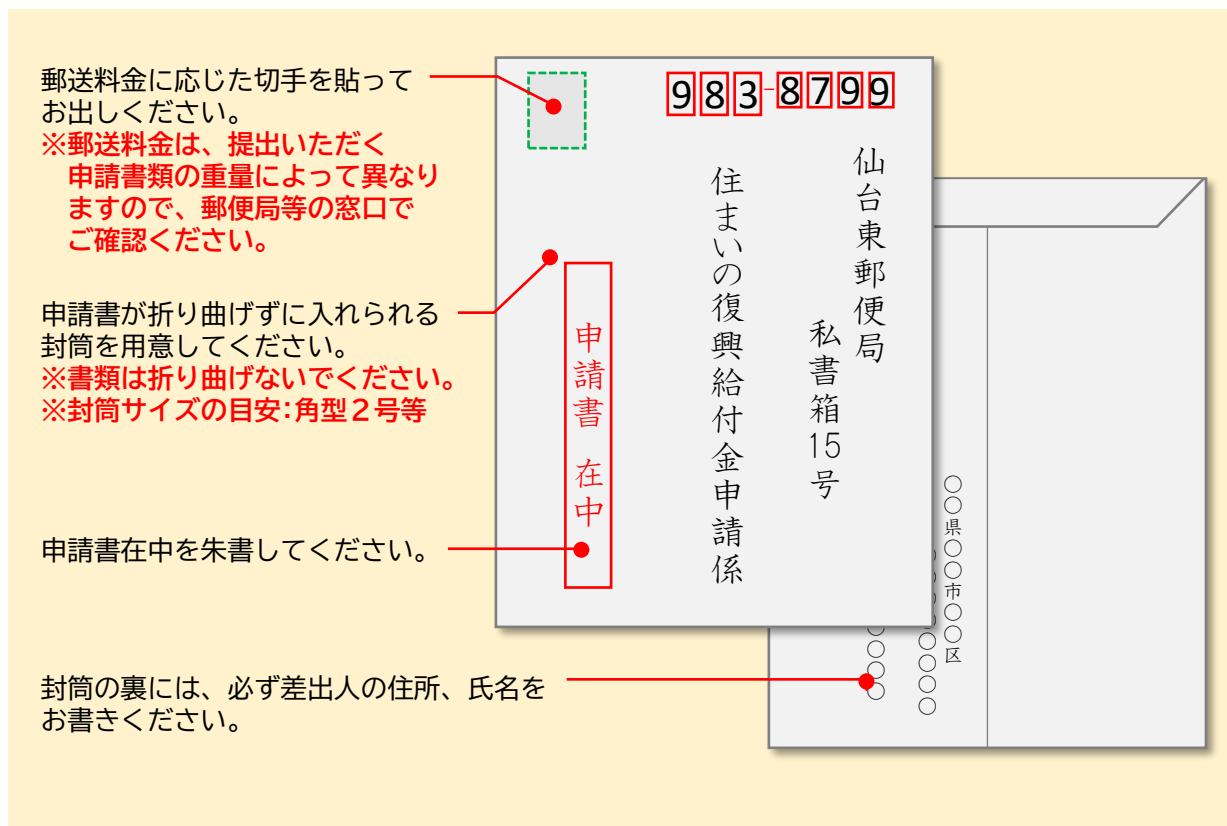 郵送料金に応じた切手を貼って
お出しください。
※郵送料金は、提出いただく
申請書類の重量によって異なり
ますので、郵便局等の窓口で
ご確認ください。
申請書が折り曲げずに入れられる
封筒を用意してください。
※書類は折り曲げないでください。
※封筒サイズの目安：角型２号等
申請書在中を朱書してください。
封筒の裏には、必ず差出人の住所、氏名を
お書きください。
983-8799
仙台東郵便局
私書箱15号
住まいの復興給付金申請係
申請書 在中
○○県○○市○○区